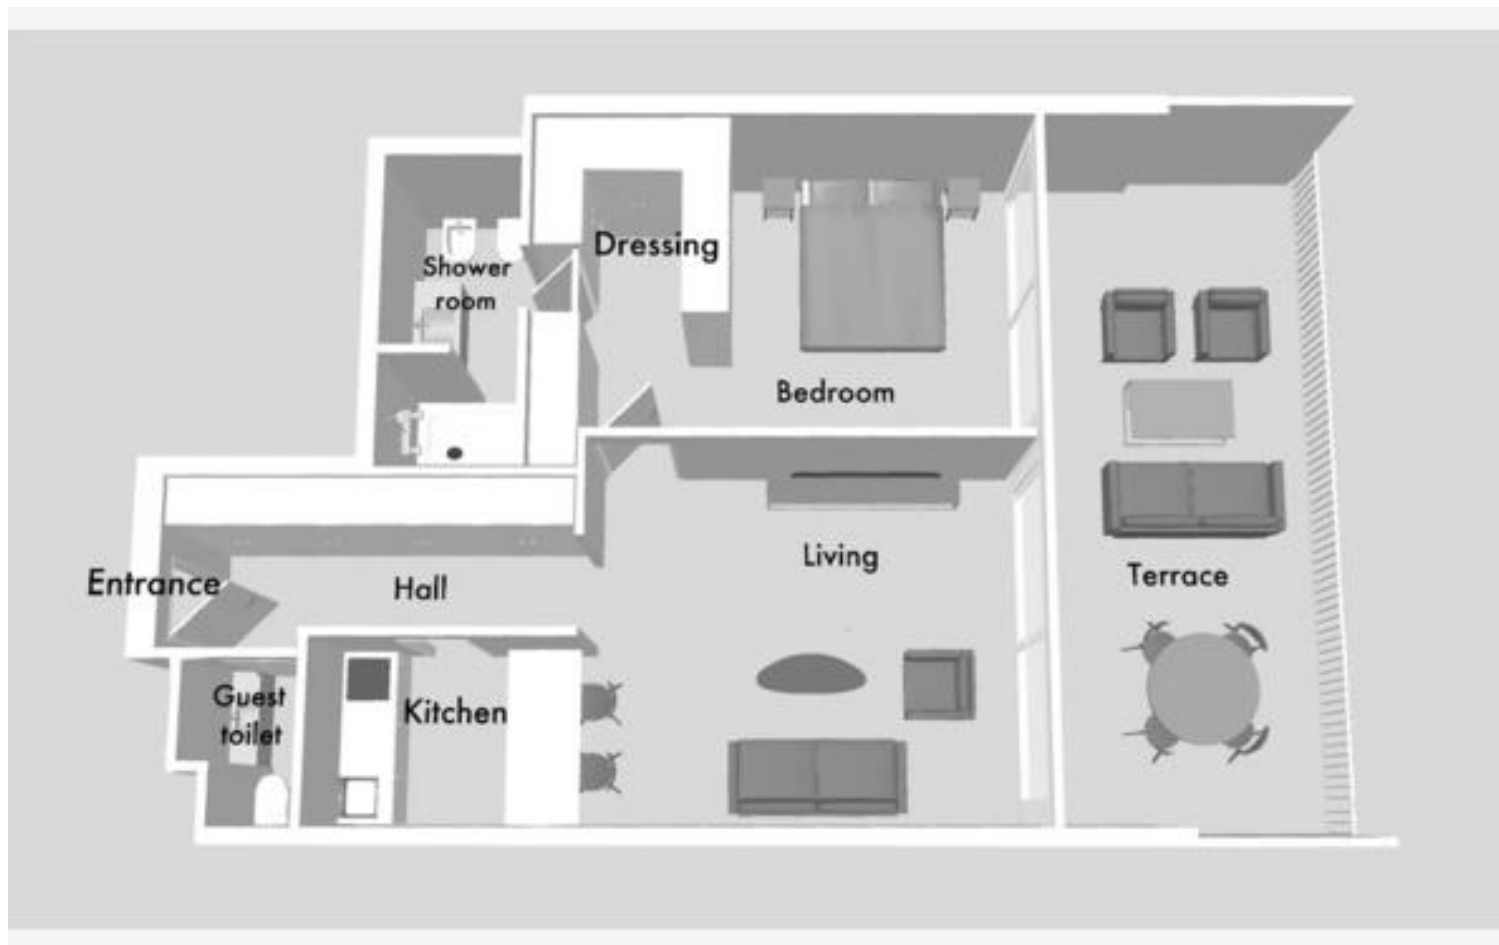 Dressing
Shower
room
Bedroom
Living
Entrance
Hall
Terrace
Guest
toilet
Kitchen